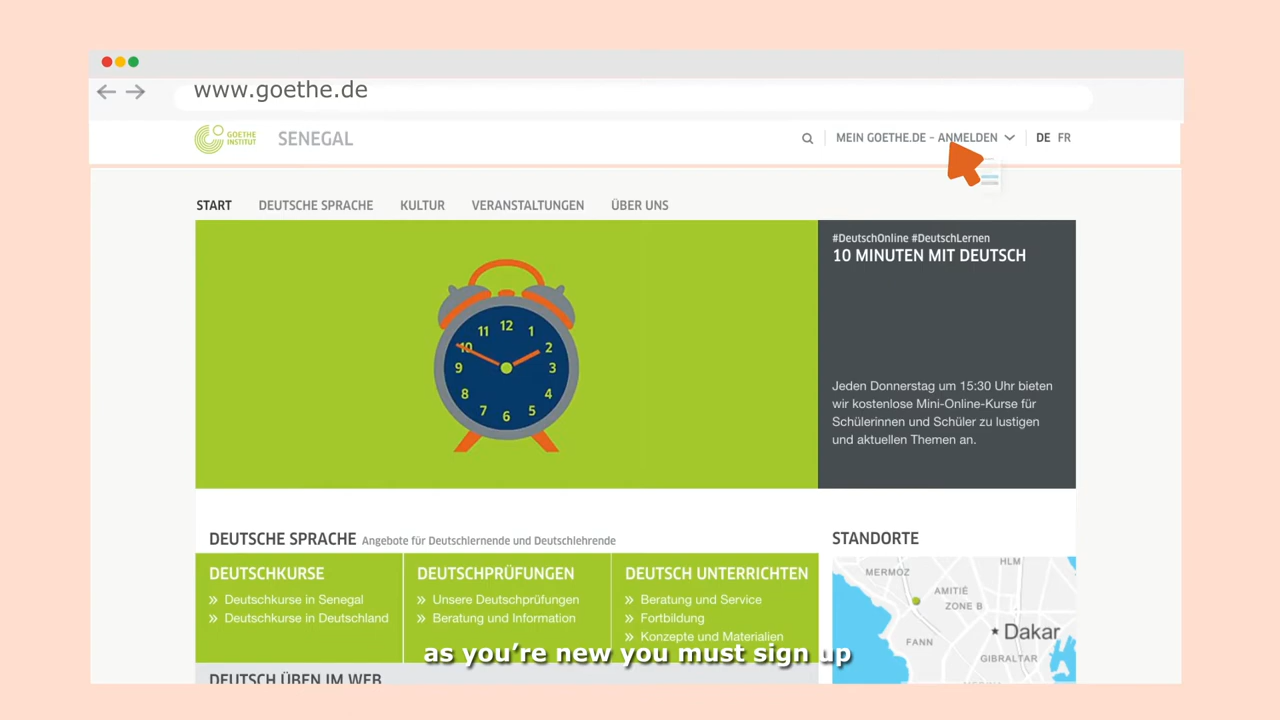 www.goethe.de
GOETHE
INSTITUT
SENEGAL
MEIN GOETHE.DE - ANMELDEN
DE FR
START DEUTSCHE SPRACHE KULTUR VERANSTALTUNGEN ÜBER UNS
#DeutschOnline #DeutschLernen
10 MINUTEN MIT DEUTSCH
Jeden Donnerstag um 15:30 Uhr bieten
wir kostenlose Mini-Online-Kurse für
Schülerinnen und Schüler zu lustigen
und aktuellen Themen an.
12
1
2
3
4
5
6
7
8
9
10
11
DEUTSCHE SPRACHE Angebote für Deutschlernende und Deutschlehrende
DEUTSCHKURSE
» Deutschkurse in Senegal
» Deutschkurse in Deutschland
DEUTSCHPRÜFUNGEN
» Unsere Deutschprüfungen
» Beratung und Information
DEUTSCH UNTERRICHTEN
» Beratung und Service
» Fortbildung
» Konzepte und Materialien
STANDORTE
HLM
MERMOZ
AMITIÉ
ZONE B
FANN
Dakar
GIBRALTAR
as you're new you must sign up
DEUTSCH ÜBEN IM WEB